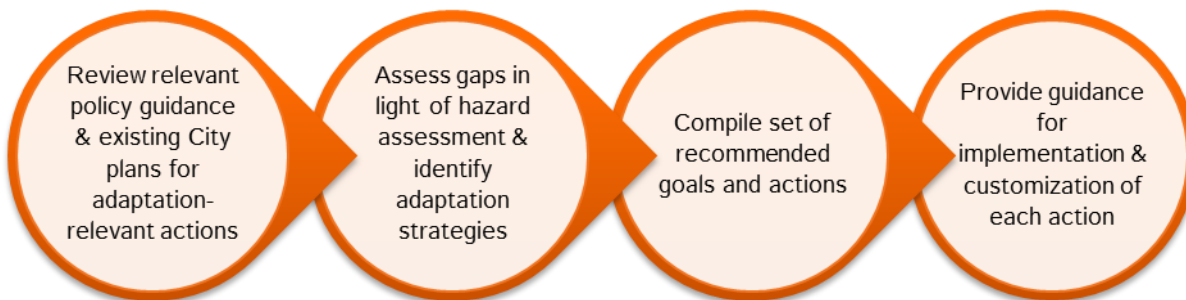 Review relevant
policy guidance
& existing City
plans for
adaptation-
relevant actions
Assess gaps in
light of hazard
assessment &
identify
adaptation
strategies
Compile set of
recommended
goals and actions
Provide guidance
for
implementation &
customization of
each action